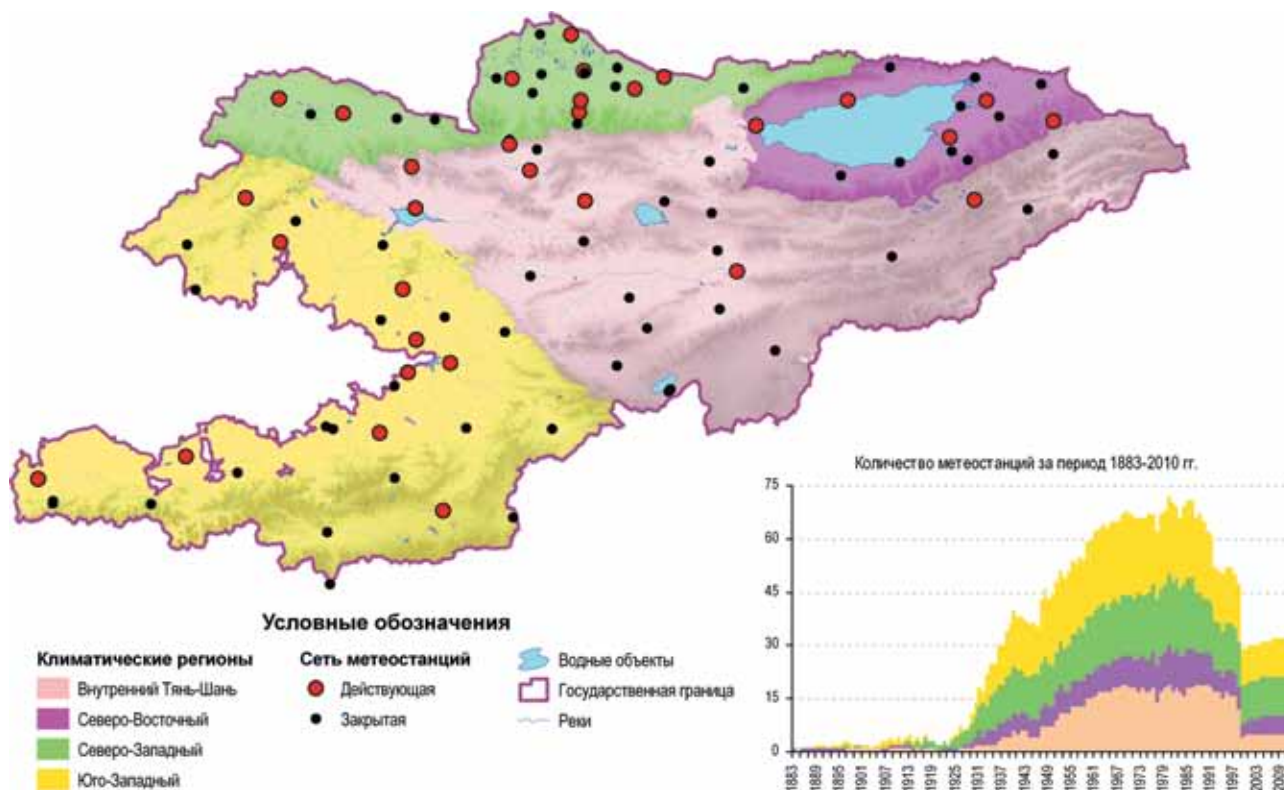 Количество метеостанций за период 1883-2010 гг.
75
60
45
30
15
0
1883
1889
1895
1901
1907
1913
1919
1925
1931
1937
1943
1949
1955
1961
1967
1973
1979
1985
1991
1997
2003
2009
Условные обозначения
Климатические регионы
Внутренний Тянь-Шань
Северо-Восточный
Северо-Западный
Юго-Западный
Сеть метеостанций
Действующая
Закрытая
Водные объекты
Государственная граница
Реки